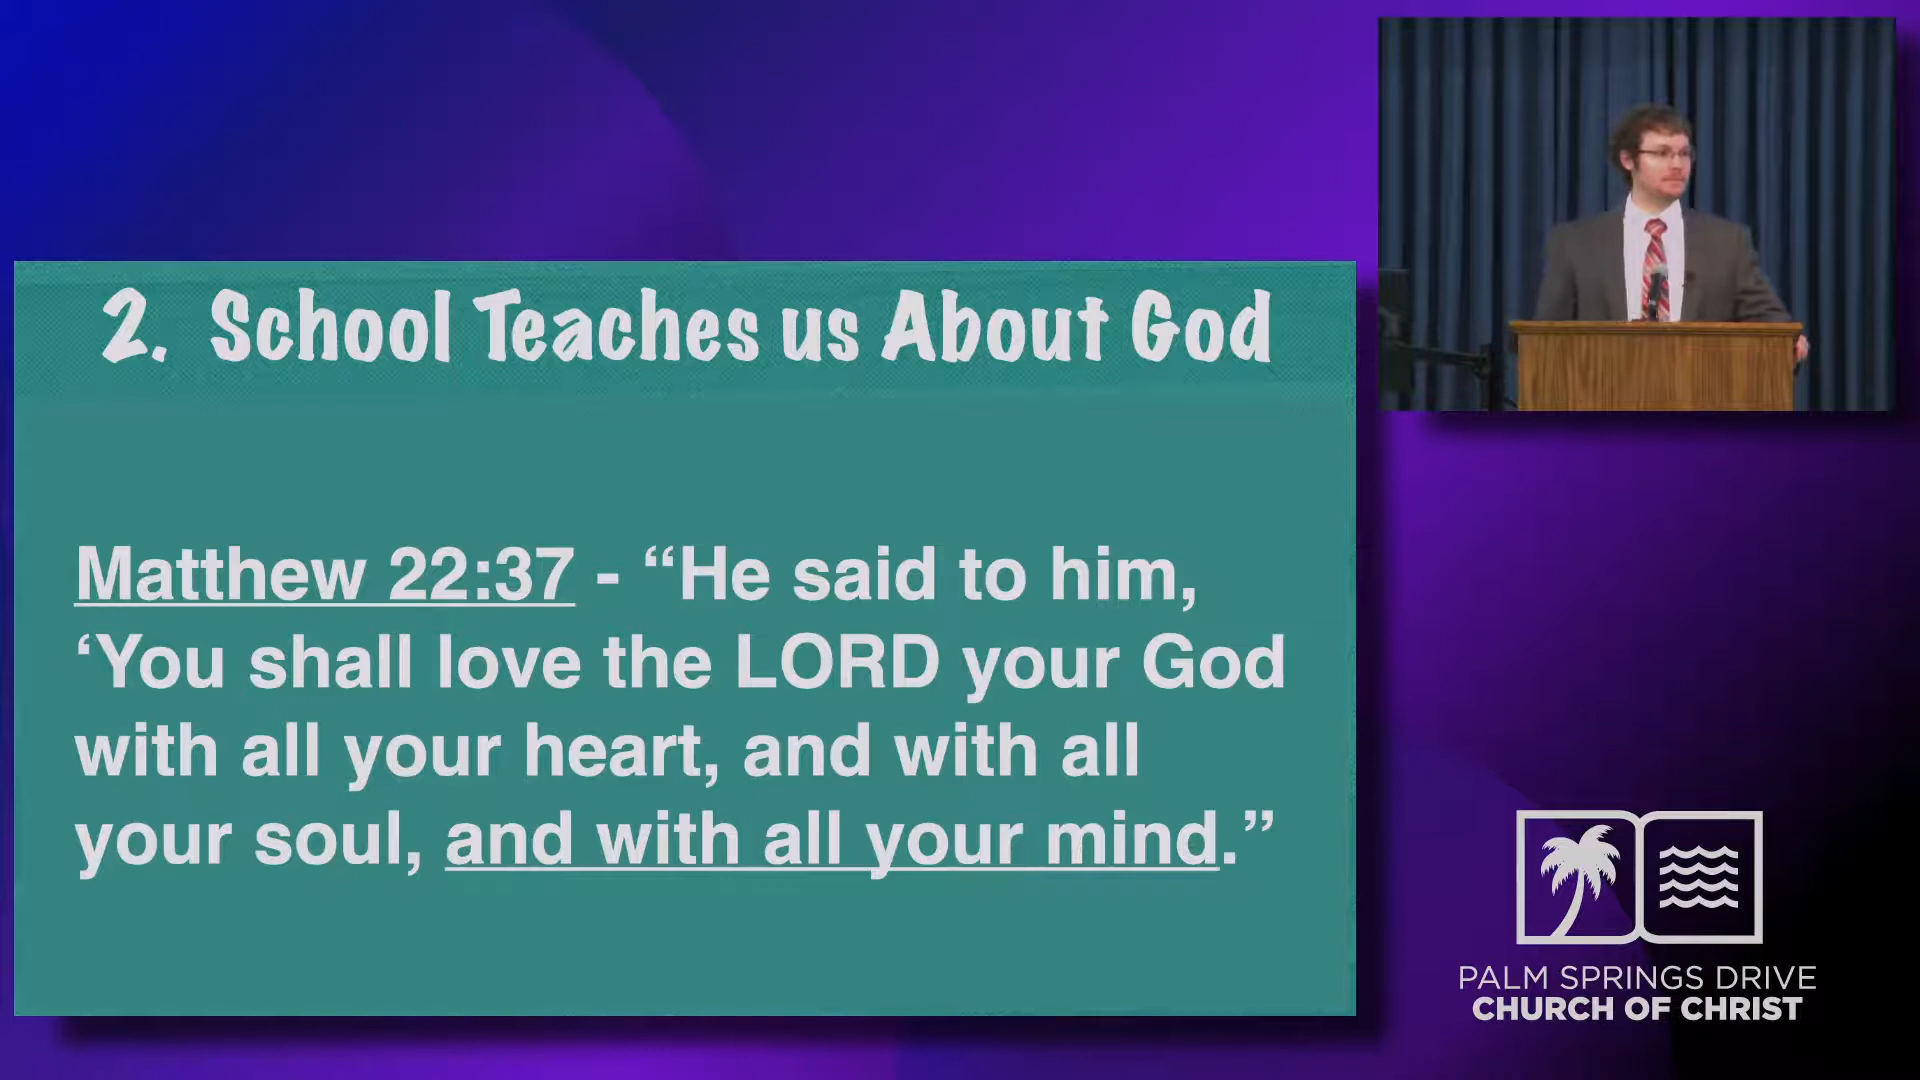 2. School Teaches us About God
Matthew 22:37 - “He said to him,
‘You shall love the LORD your God
with all your heart, and with all
your soul, and with all your mind.”
PALM SPRINGS DRIVE
CHURCH OF CHRIST